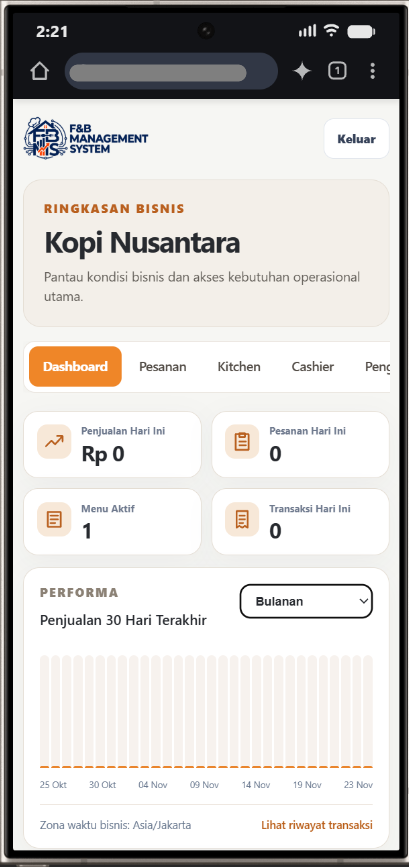 2:21
1
F&B
MANAGEMENT
SYSTEM
Keluar
RINGKASAN BISNIS
Kopi Nusantara
Pantau kondisi bisnis dan akses kebutuhan operasional
utama.
Dashboard Pesanan Kitchen Cashier Peng
Penjualan Hari Ini
Rp 0
Pesanan Hari Ini
0
Menu Aktif
1
Transaksi Hari Ini
0
PERFORMA
Penjualan 30 Hari Terakhir
Bulanan
25 Okt 30 Okt 04 Nov 09 Nov 14 Nov 19 Nov 23 Nov
Zona waktu bisnis: Asia/Jakarta
Lihat riwayat transaksi